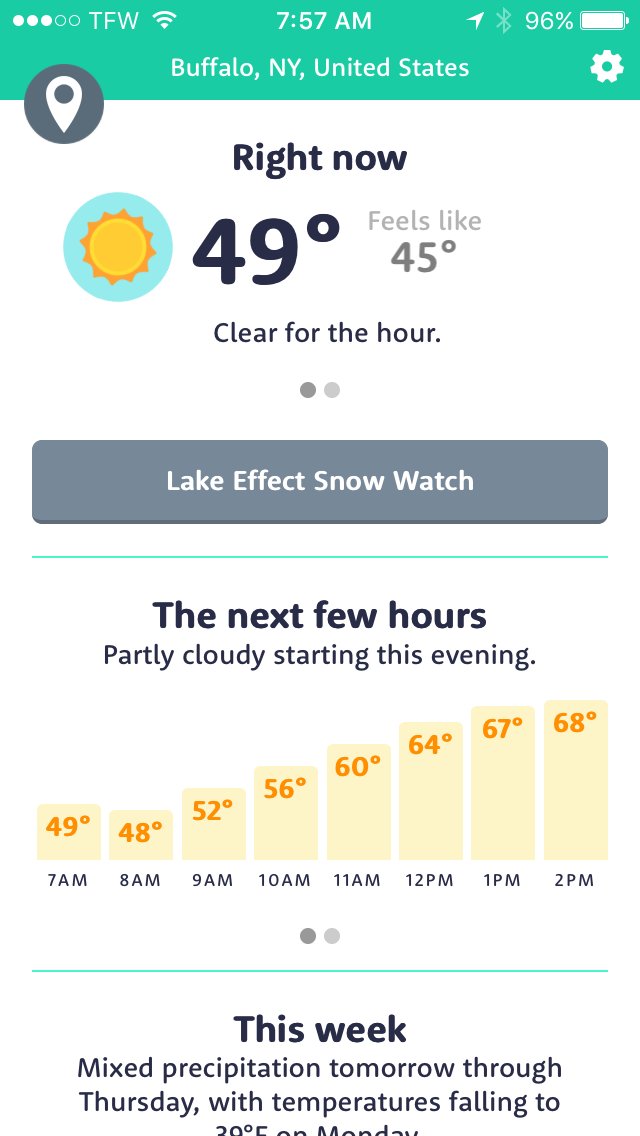 TFW 7:57 AM 96%
Buffalo, NY, United States
Right now
49° Feels like
45°
Clear for the hour.
Lake Effect Snow Watch
The next few hours
Partly cloudy starting this evening.
49° 48° 52° 56° 60° 64° 67° 68°
7AM 8AM 9AM 10AM 11AM 12PM 1PM 2PM
This week
Mixed precipitation tomorrow through
Thursday, with temperatures falling to
39°F on Monday